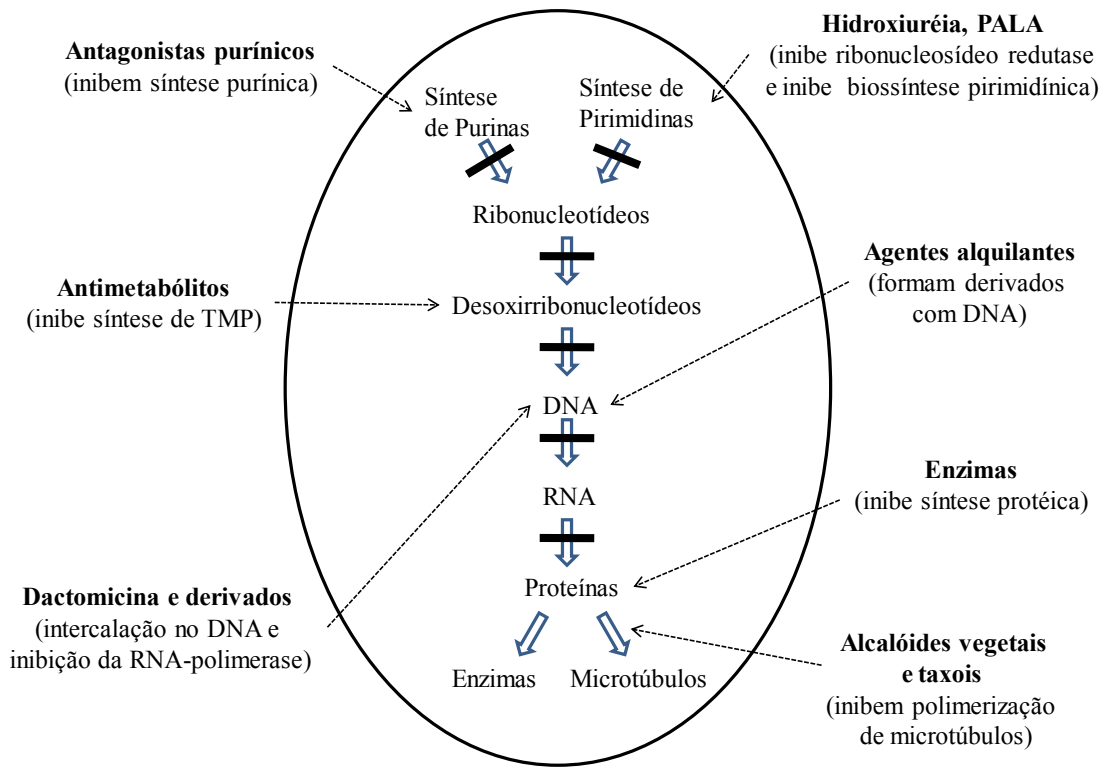 Antagonistas purínicos
(inibem síntese purínica)
Hidroxiuréia, PALA
(inibe ribonucleosídeo redutase
e inibe biossíntese pirimidínica)
Síntese
de Purinas
Síntese de
Pirimidinas
Ribonucleotídeos
Agentes alquilantes
(formam derivados
com DNA)
Antimetabólitos
(inibe síntese de TMP)
Desoxirribonucleotídeos
DNA
Enzimas
(inibe síntese protéica)
RNA
Proteínas
Dactomicina e derivados
(intercalação no DNA e
inibição da RNA-polimerase)
Enzimas
Microtúbulos
Alcalóides vegetais
e taxois
(inibem polimerização
de microtúbulos)